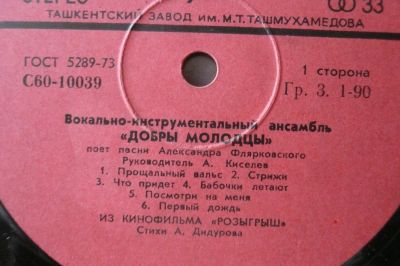 СТЕРЕО 33
ТАШКЕНТСКИЙ ЗАВОД ИМ. М.Т.ТАШМУХАМЕДОВА
ГОСТ 5289-73
С60-10039
1 сторона
Гр. 3. 1-90
Вокально-инструментальный ансамбль
«ДОБРЫ МОЛОДЦЫ»
поет песни Александра Флярковского
Руководитель А. Киселев
1. Прощальный вальс 2. Стрижи
3. Что придет 4. Бабочки летают
5. Посмотри на меня
6. Первый дождь
ИЗ КИНОФИЛЬМА «РОЗЫГРЫШ»
Стихи А. Дидурова